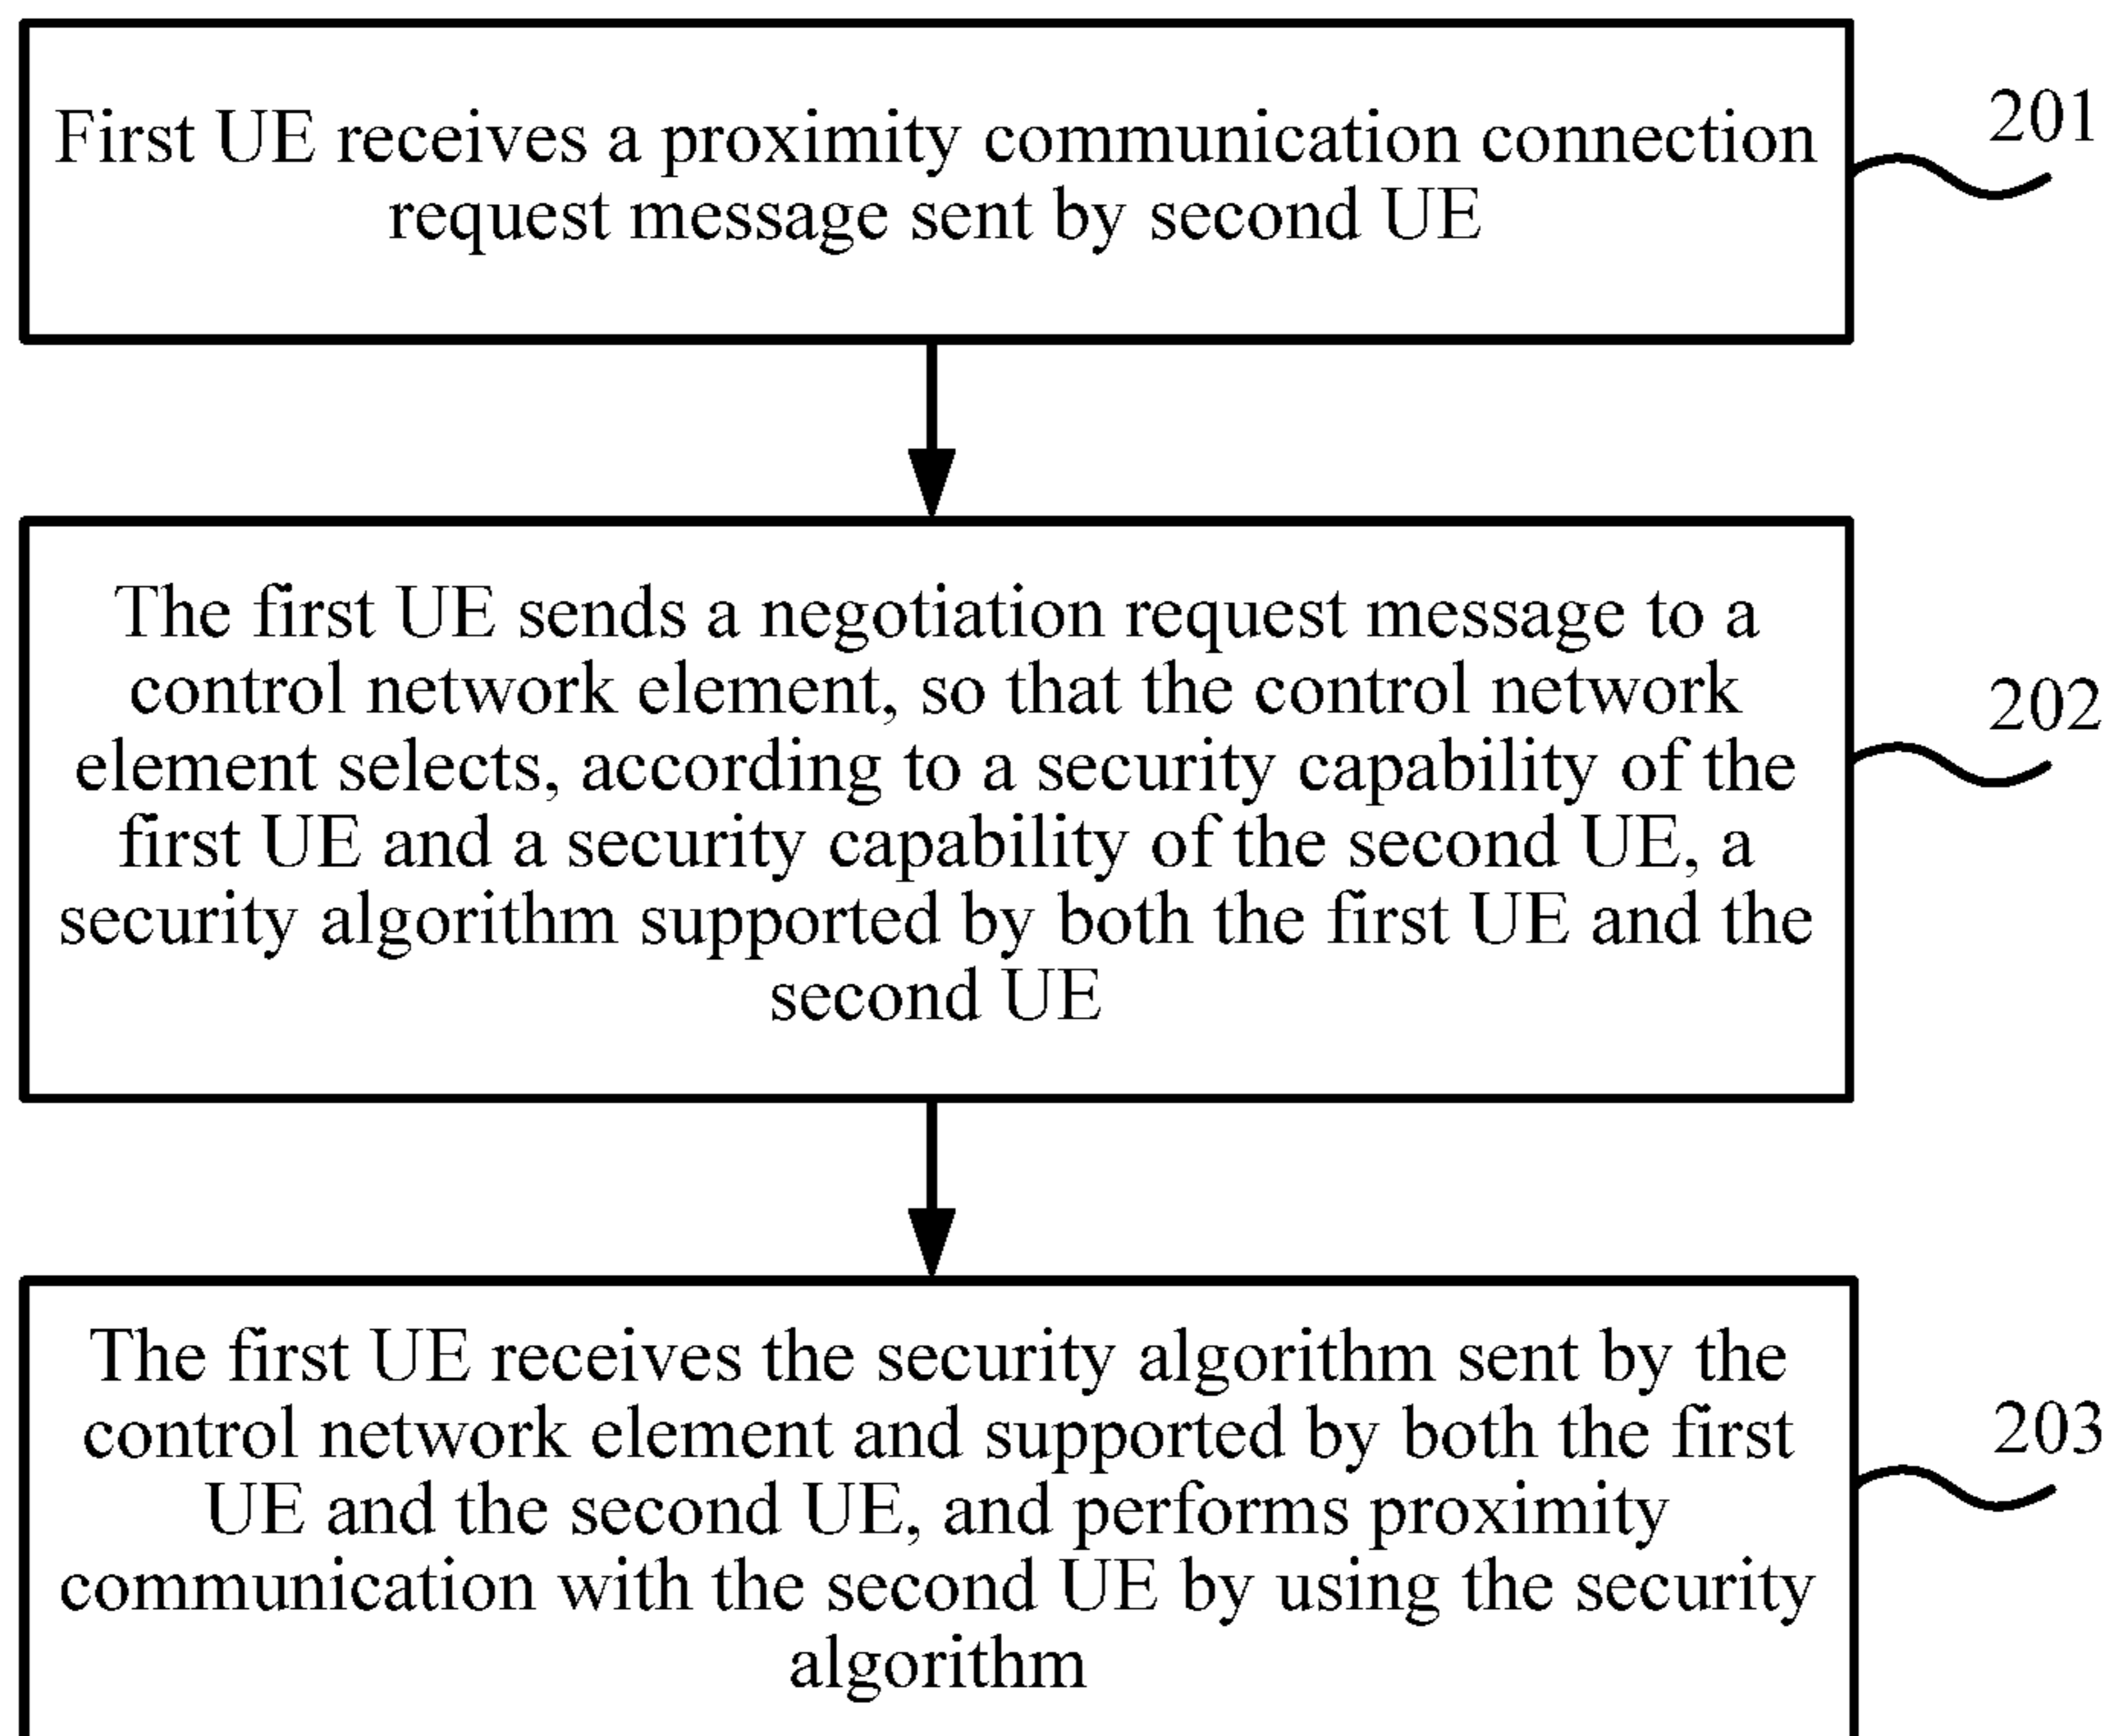 First UE receives a proximity communication connection
request message sent by second UE
201
The first UE sends a negotiation request message to a
control network element, so that the control network
element selects, according to a security capability of the
first UE and a security capability of the second UE, a
security algorithm supported by both the first UE and the
second UE
202
The first UE receives the security algorithm sent by the
control network element and supported by both the first
UE and the second UE, and performs proximity
communication with the second UE by using the security
algorithm
203